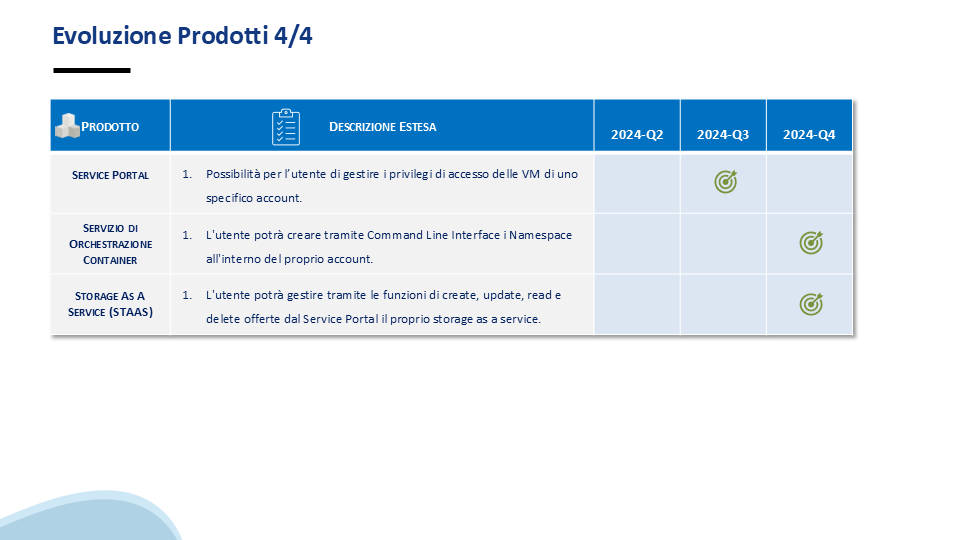 Evoluzione Prodotti 4/4
PRODOTTO
DESCRIZIONE ESTESA
2024-Q2
2024-Q3
2024-Q4
SERVICE PORTAL
1. Possibilità per l’utente di gestire i privilegi di accesso delle VM di uno
specifico account.
SERVIZIO DI
ORCHESTRAZIONE
CONTAINER
1. L'utente potrà creare tramite Command Line Interface i Namespace
all'interno del proprio account.
STORAGE AS A
SERVICE (STAAS)
1. L'utente potrà gestire tramite le funzioni di create, update, read e
delete offerte dal Service Portal il proprio storage as a service.